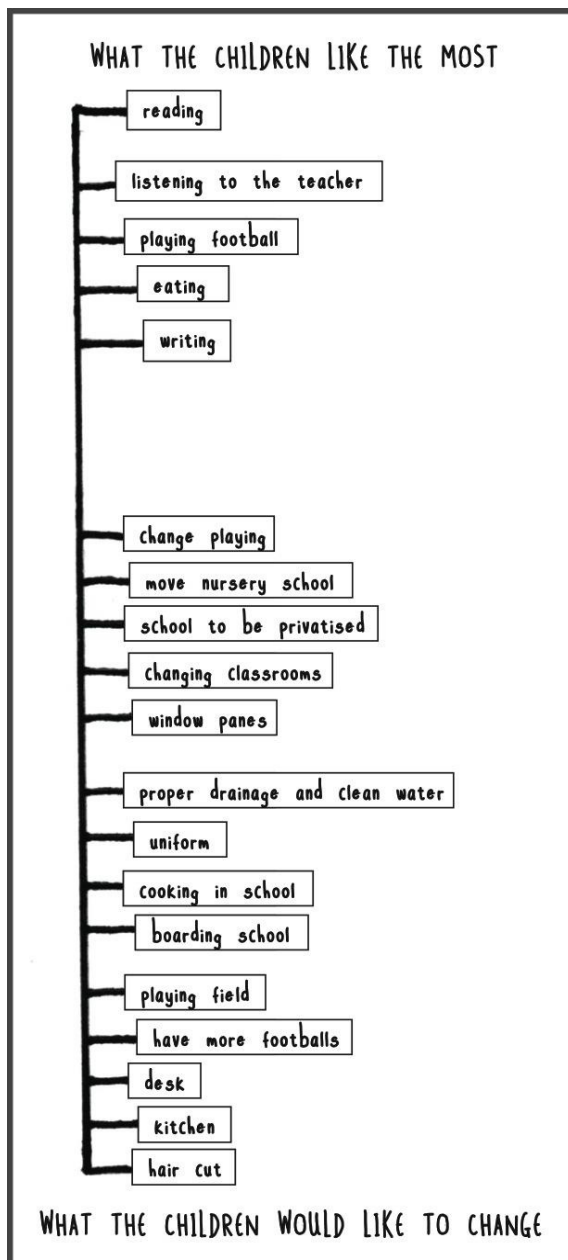 WHAT THE CHILDREN LIKE THE MOST
reading
listening to the teacher
playing football
eating
writing
change playing
move nursery school
school to be privatised
changing classrooms
window panes
proper drainage and clean water
uniform
cooking in school
boarding school
playing field
have more footballs
desk
kitchen
hair cut
WHAT THE CHILDREN WOULD LIKE TO CHANGE